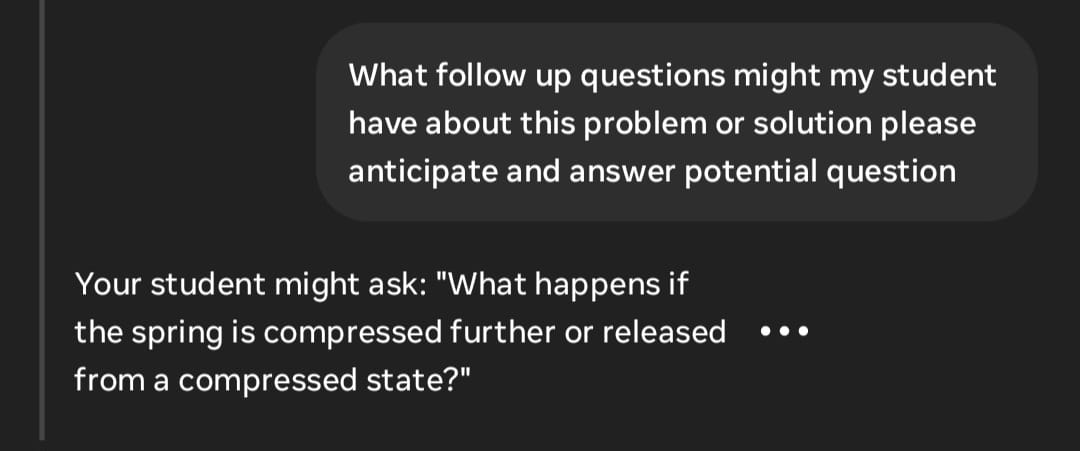 What follow up questions might my student
have about this problem or solution please
anticipate and answer potential question
Your student might ask: "What happens if
the spring is compressed further or released
from a compressed state?"